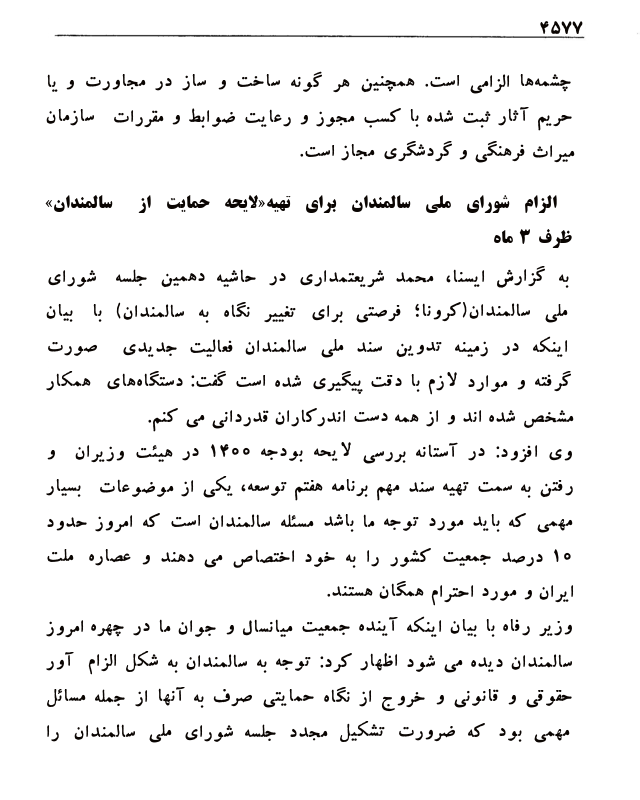 ۴۵۷۷
چشمه‌ها الزامی است. همچنین هر گونه ساخت و ساز در مجاورت و یا
حریم آثار ثبت شده با کسب مجوز و رعایت ضوابط و مقررات سازمان
میراث فرهنگی و گردشگری مجاز است.
الزام شورای ملی سالمندان برای تهیه«لایحه حمایت از سالمندان»
ظرف ۳ ماه
به گزارش ایسنا، محمد شریعتمداری در حاشیه دهمین جلسه شورای
ملی سالمندان(کرونا؛ فرصتی برای تغییر نگاه به سالمندان) با بیان
اینکه در زمینه تدوین سند ملی سالمندان فعالیت جدیدی صورت
گرفته و موارد لازم با دقت پیگیری شده است گفت: دستگاه‌های همکار
مشخص شده اند و از همه دست اندرکاران قدردانی می کنم.
وی افزود: در آستانه بررسی لایحه بودجه ۱۴۰۰ در هیئت وزیران و
رفتن به سمت تهیه سند مهم برنامه هفتم توسعه، یکی از موضوعات بسیار
مهمی که باید مورد توجه ما باشد مسئله سالمندان است که امروز حدود
۱۰ درصد جمعیت کشور را به خود اختصاص می دهند و عصاره ملت
ایران و مورد احترام همگان هستند.
وزیر رفاه با بیان اینکه آینده جمعیت میانسال و جوان ما در چهره امروز
سالمندان دیده می شود اظهار کرد: توجه به سالمندان به شکل الزام آور
حقوقی و قانونی و خروج از نگاه حمایتی صرف به آنها از جمله مسائل
مهمی بود که ضرورت تشکیل مجدد جلسه شورای ملی سالمندان را